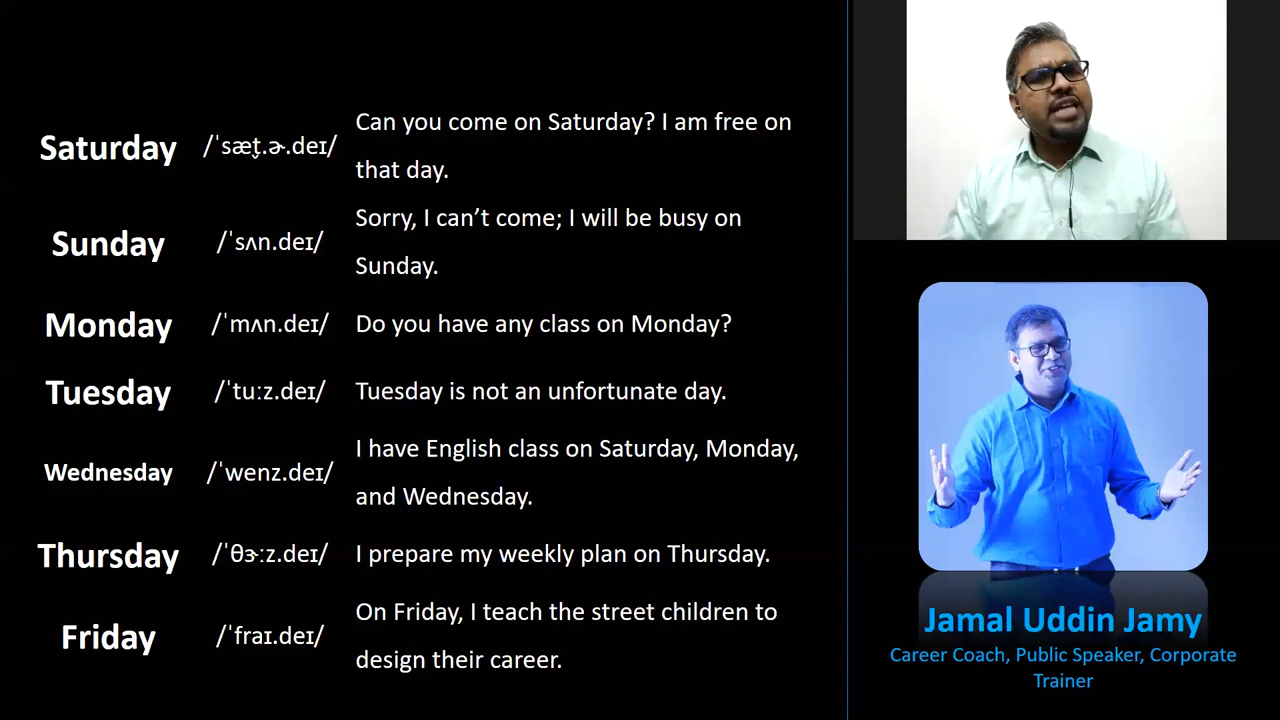 Saturday /ˈsæt̬.ɚ.deɪ/ Can you come on Saturday? I am free on
that day.
Sunday /ˈsʌn.deɪ/ Sorry, I can’t come; I will be busy on
Sunday.
Monday /ˈmʌn.deɪ/ Do you have any class on Monday?
Tuesday /ˈtuːz.deɪ/ Tuesday is not an unfortunate day.
Wednesday /ˈwenz.deɪ/ I have English class on Saturday, Monday,
and Wednesday.
Thursday /ˈθɝːz.deɪ/ I prepare my weekly plan on Thursday.
Friday /ˈfraɪ.deɪ/ On Friday, I teach the street children to
design their career.
Jamal Uddin Jamy
Career Coach, Public Speaker, Corporate
Trainer